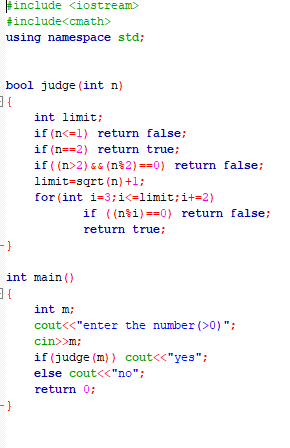 #include <iostream>
#include<cmath>
using namespace std;
bool judge(int n)
{
int limit;
if(n<=1) return false;
if(n==2) return true;
if((n>2)&&(n%2)==0) return false;
limit=sqrt(n)+1;
for(int i=3;i<=limit;i+=2)
if ((n%i)==0) return false;
return true;
}
int main()
{
int m;
cout<<"enter the number(>0)";
cin>>m;
if(judge(m)) cout<<"yes";
else cout<<"no";
return 0;
}